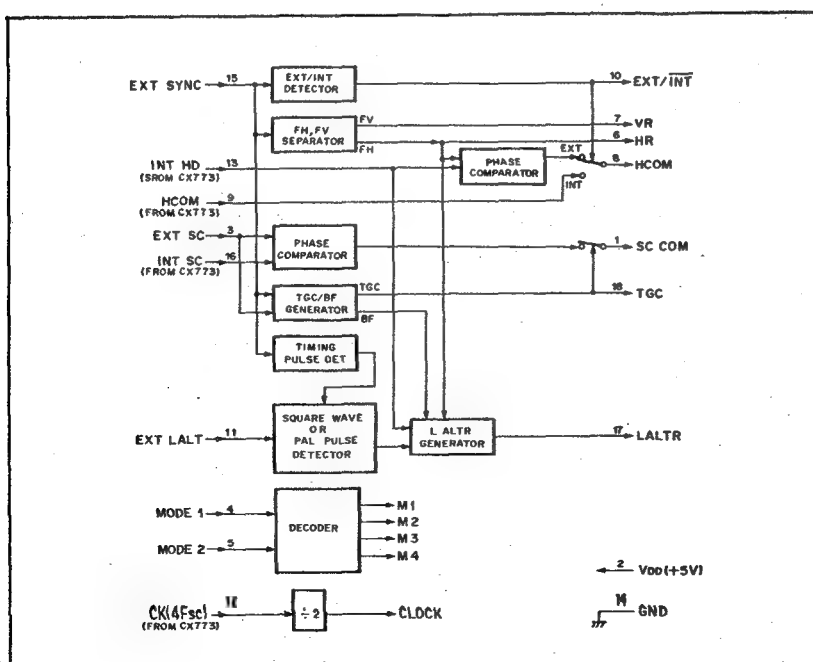 EXT SYNC 15
EXT/INT
DETECTOR
10 EXT/INT
FH, FV
SEPARATOR
FV
FH
7 VR
6 HR
INT HD 13
(SROM CX773)
PHASE
COMPARATOR
EXT
INT
8 HCOM
HCOM 9
(FROM CX773)
EXT SC 3
INT SC 16
(FROM CX773)
PHASE
COMPARATOR
1 SC COM
TGC/BF
GENERATOR
TGC
BF
18 TGC
TIMING
PULSE DET
EXT LALT 11
SQUARE WAVE
OR
PAL PULSE
DETECTOR
L ALTR
GENERATOR
17 LALTR
MODE 1 4
MODE 2 5
DECODER
M1
M2
M3
M4
2 VDD(+5V)
CK(4Fsc)
(FROM CX773)
÷2
CLOCK
14 GND